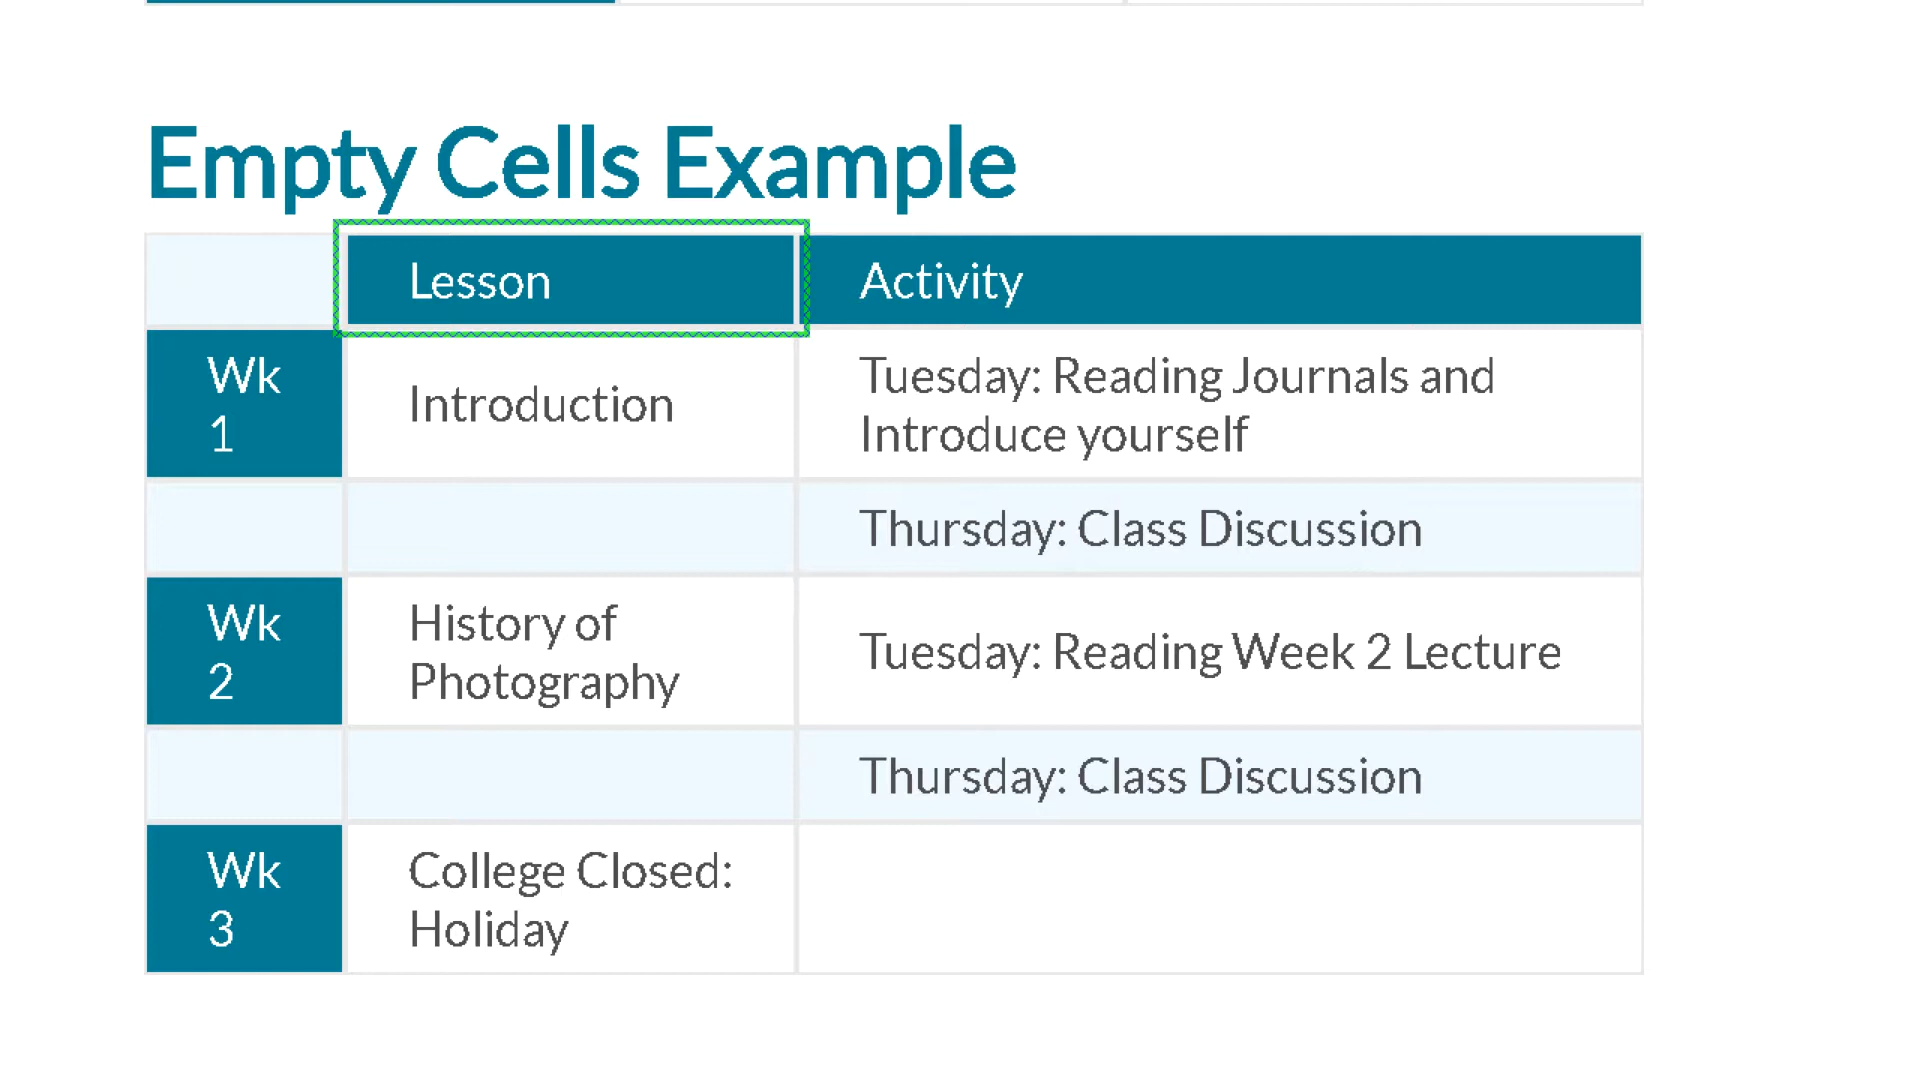 Empty Cells Example
Lesson Activity
Wk
1
Introduction
Tuesday: Reading Journals and
Introduce yourself
Thursday: Class Discussion
Wk
2
History of
Photography
Tuesday: Reading Week 2 Lecture
Thursday: Class Discussion
Wk
3
College Closed:
Holiday